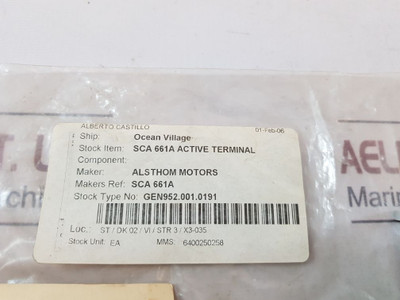 ALBERTO CASTILLO 01-Feb-06
Ship: Ocean Village
Stock Item: SCA 661A ACTIVE TERMINAL
Component:
Maker: ALSTHOM MOTORS
Makers Ref: SCA 661A
Stock Type No: GEN952.001.0191
Loc.: ST / DK 02 / VI / STR 3 / X3-035
Stock Unit: EA MMS: 6400250258